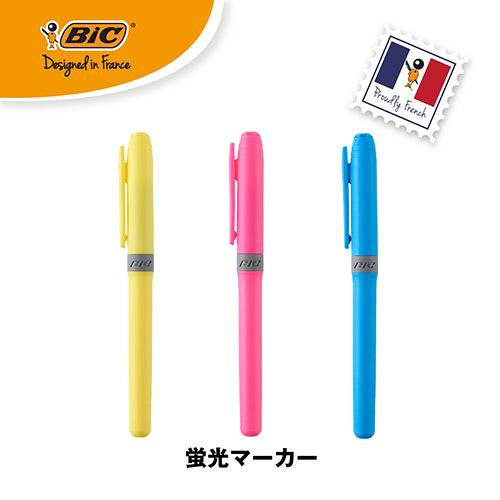 BiC
Designed in France
Proudly French
BIC
BIC
BIC
蛍光マーカー